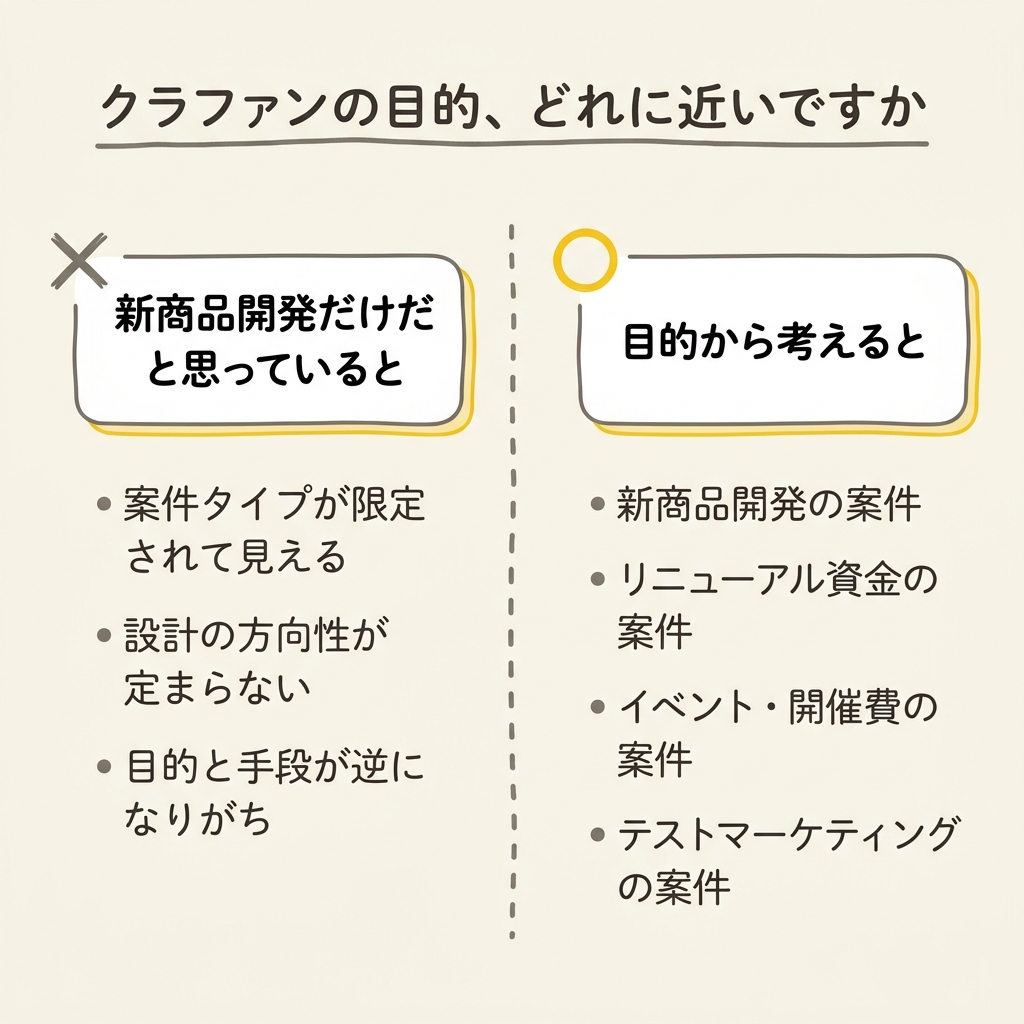 クラファンの目的、どれに近いですか
新商品開発だけだ
と思っていると
・案件タイプが限定
されて見える
・設計の方向性が
定まらない
・目的と手段が逆に
なりがち
目的から考えると
・新商品開発の案件
・リニューアル資金の
案件
・イベント・開催費の
案件
・テストマーケティング
の案件